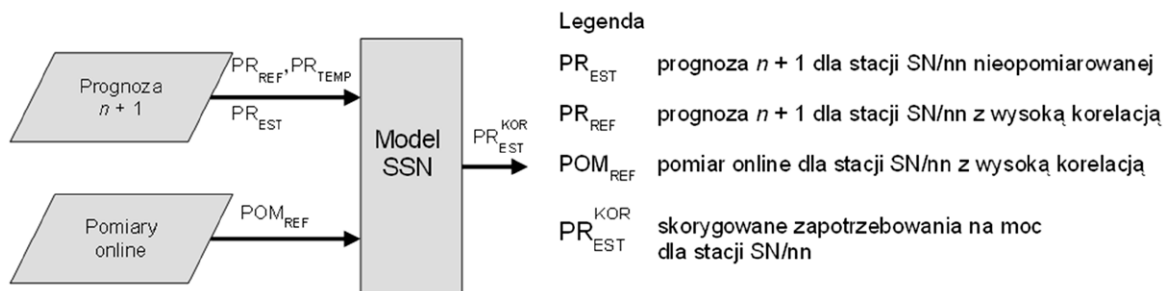 Prognoza
n + 1
PR_REF, PR_TEMP
PR_EST
Pomiary
online
POM_REF
Model
SSN
PR_EST^KOR
Legenda
PR_EST prognoza n + 1 dla stacji SN/nn nieopomiarowanej
PR_REF prognoza n + 1 dla stacji SN/nn z wysoką korelacją
POM_REF pomiar online dla stacji SN/nn z wysoką korelacją
PR_EST^KOR skorygowane zapotrzebowania na moc
dla stacji SN/nn